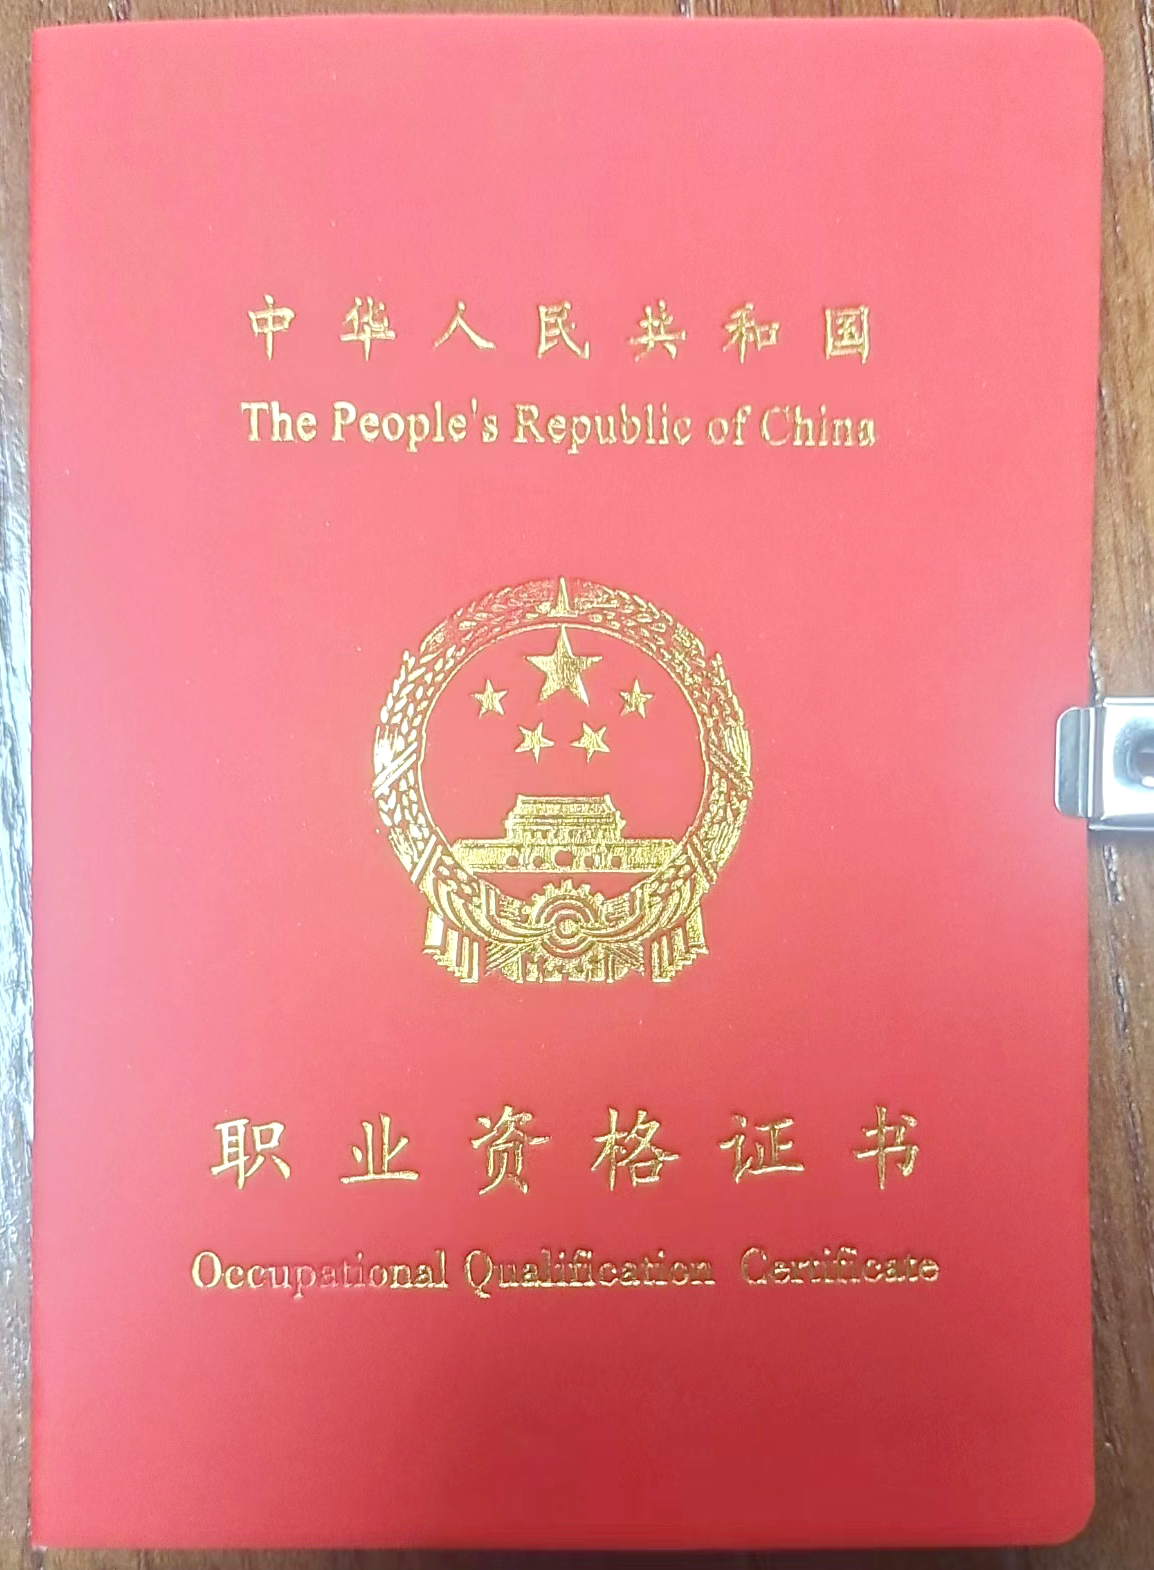 中华人民共和国
The People's Republic of China
职业资格证书
Occupational Qualification Certificate